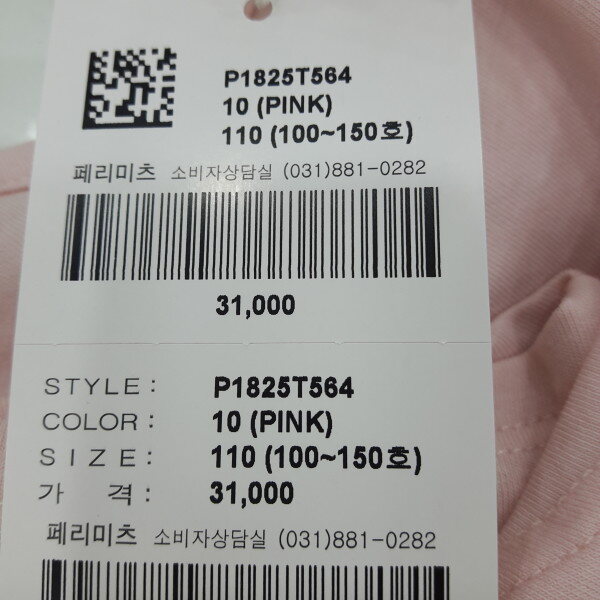 P1825T564
10 (PINK)
110 (100~150호)
페리미츠 소비자상담실 (031)881-0282
31,000
STYLE: P1825T564
COLOR: 10 (PINK)
SIZE: 110 (100~150호)
가 격: 31,000
페리미츠 소비자상담실 (031)881-0282